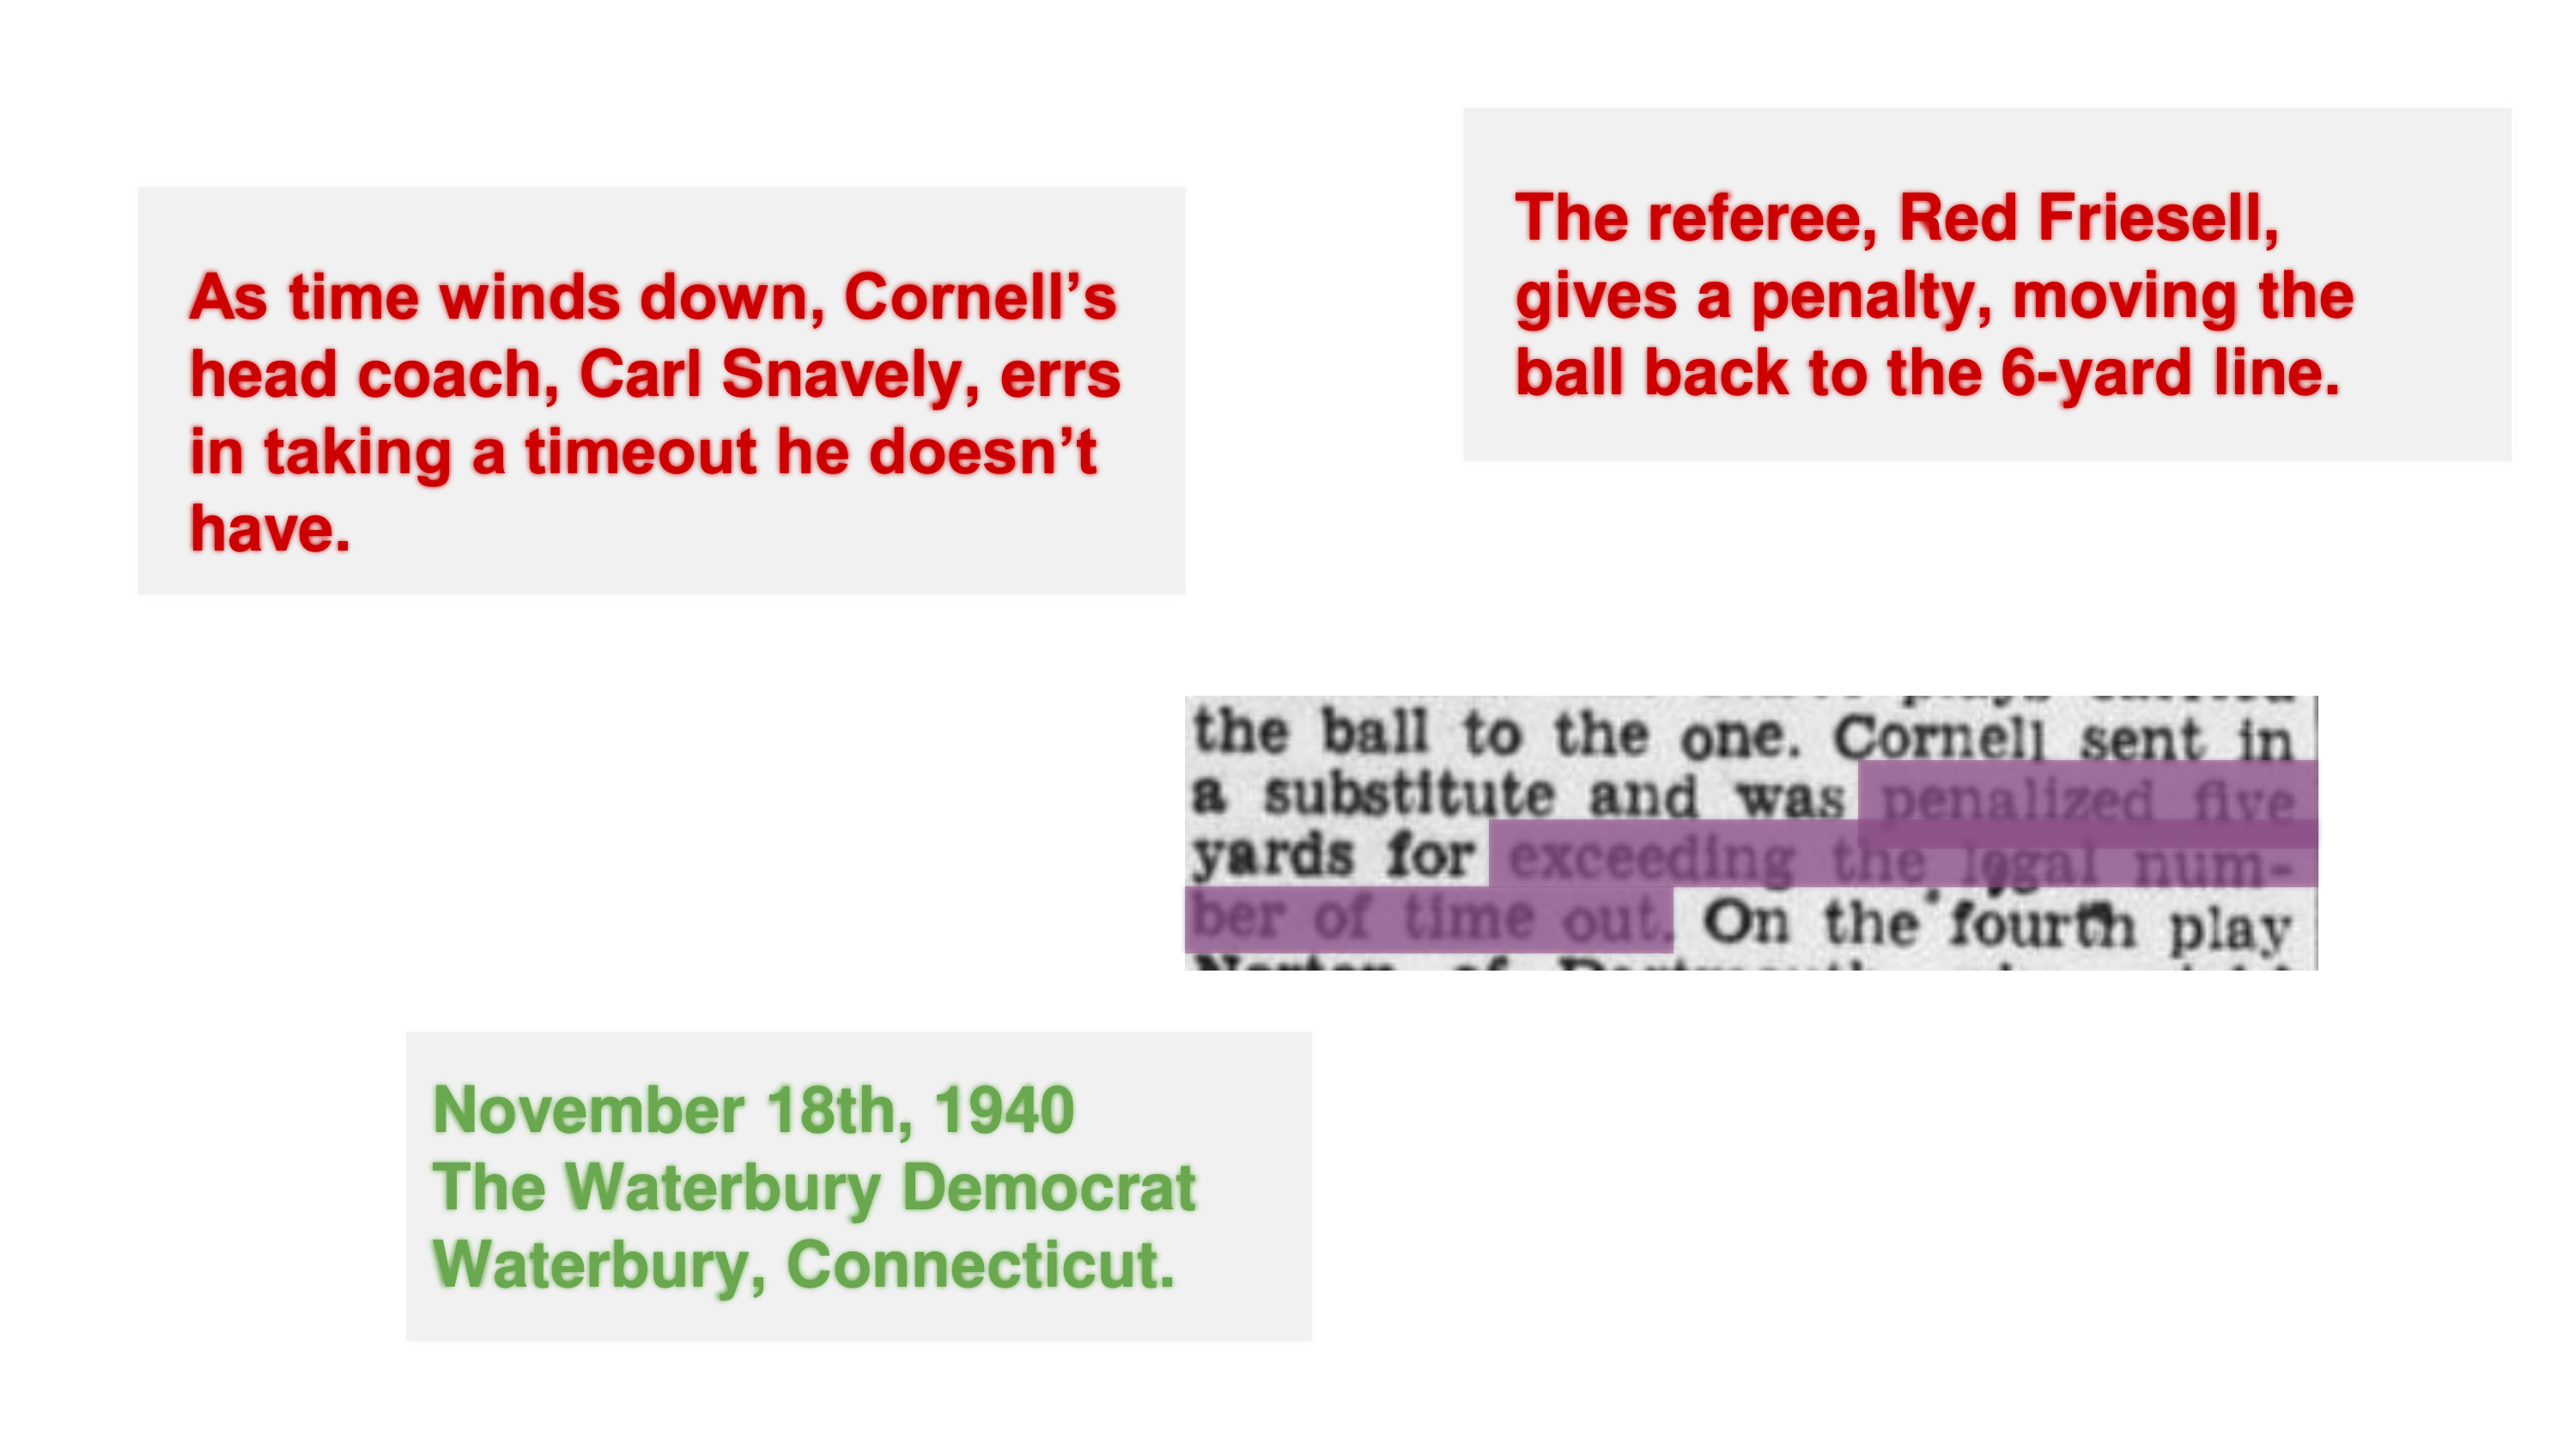 As time winds down, Cornell’s
head coach, Carl Snavely, errs
in taking a timeout he doesn’t
have.
The referee, Red Friesell,
gives a penalty, moving the
ball back to the 6-yard line.
the ball to the one. Cornell sent in
a substitute and was penalized five
yards for exceeding the legal num-
ber of time out. On the fourth play
November 18th, 1940
The Waterbury Democrat
Waterbury, Connecticut.